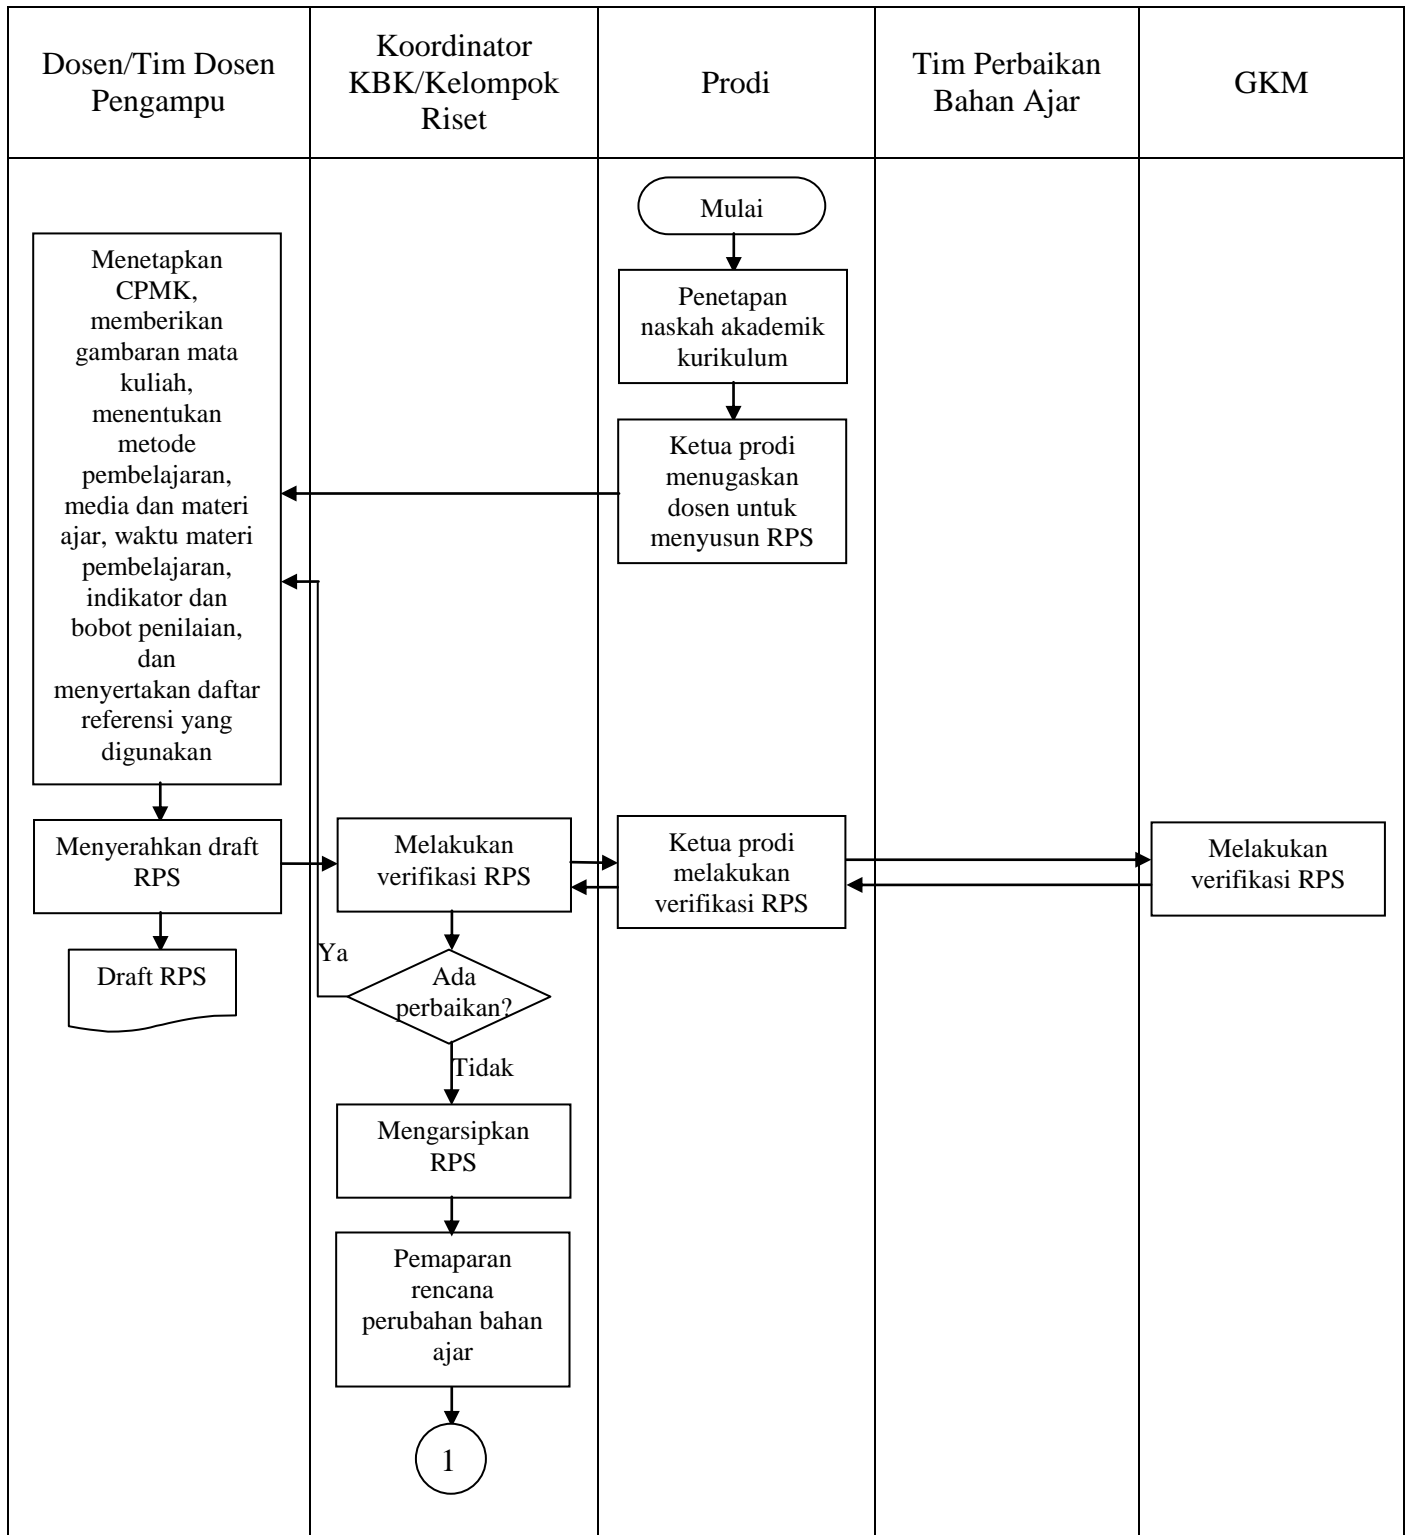 Dosen/Tim Dosen
Pengampu
Koordinator
KBK/Kelompok
Riset
Prodi
Tim Perbaikan
Bahan Ajar
GKM
Mulai
Penetapan
naskah akademik
kurikulum
Ketua prodi
menugaskan
dosen untuk
menyusun RPS
Menetapkan
CPMK,
memberikan
gambaran mata
kuliah,
menentukan
metode
pembelajaran,
media dan materi
ajar, waktu materi
pembelajaran,
indikator dan
bobot penilaian,
dan
menyertakan daftar
referensi yang
digunakan
Menyerahkan draft
RPS
Draft RPS
Melakukan
verifikasi RPS
Ketua prodi
melakukan
verifikasi RPS
Melakukan
verifikasi RPS
Ya
Ada
perbaikan?
Tidak
Mengarsipkan
RPS
Pemaparan
rencana
perubahan bahan
ajar
1